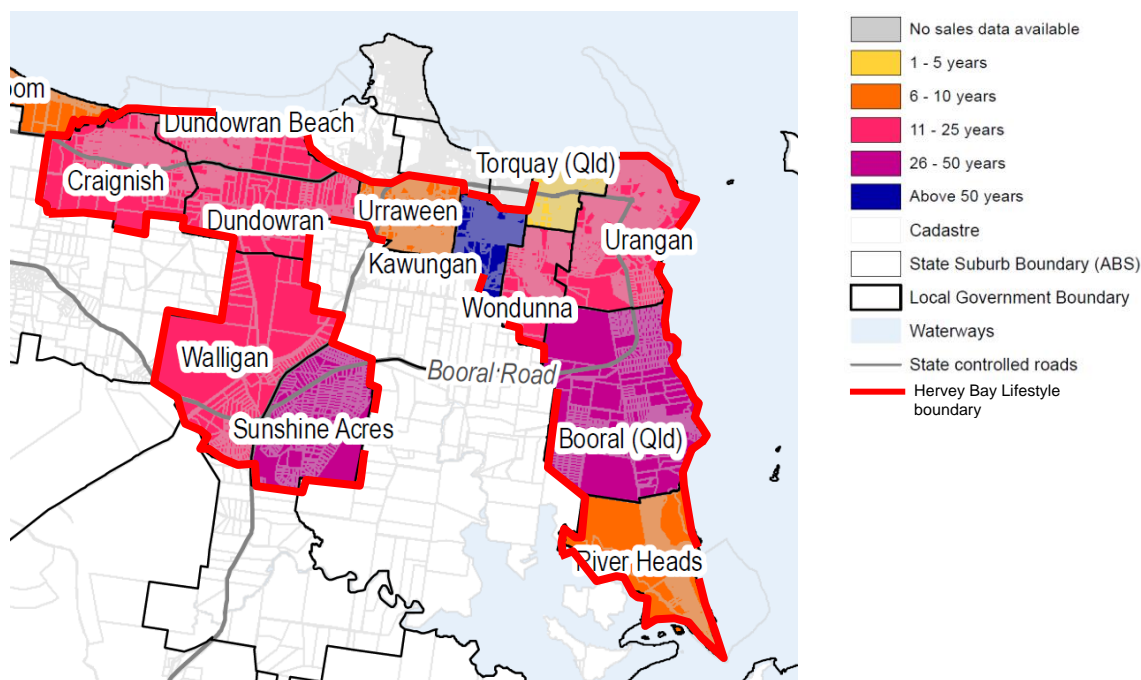 oom
Dundowran Beach
Torquay (Qld)
Craignish
Urraween
Dundowran
Urangan
Kawungan
Wondunna
Walligan
Booral Road
Sunshine Acres
Booral (Qld)
River Heads
No sales data available
1 - 5 years
6 - 10 years
11 - 25 years
26 - 50 years
Above 50 years
Cadastre
State Suburb Boundary (ABS)
Local Government Boundary
Waterways
State controlled roads
Hervey Bay Lifestyle
boundary